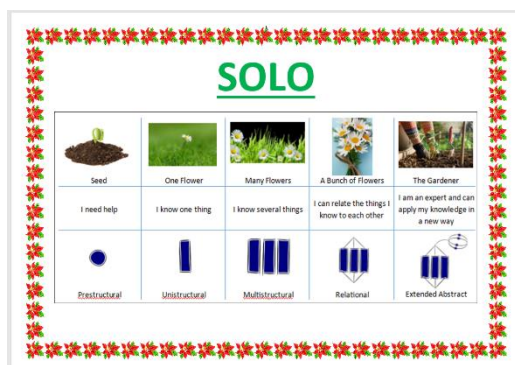 SOLO
Seed
One Flower
Many Flowers
A Bunch of Flowers
The Gardener
I need help
I know one thing
I know several things
I can relate the things I
know to each other
I am an expert and can
apply my knowledge in
a new way
Prestructural
Unistructural
Multistructural
Relational
Extended Abstract